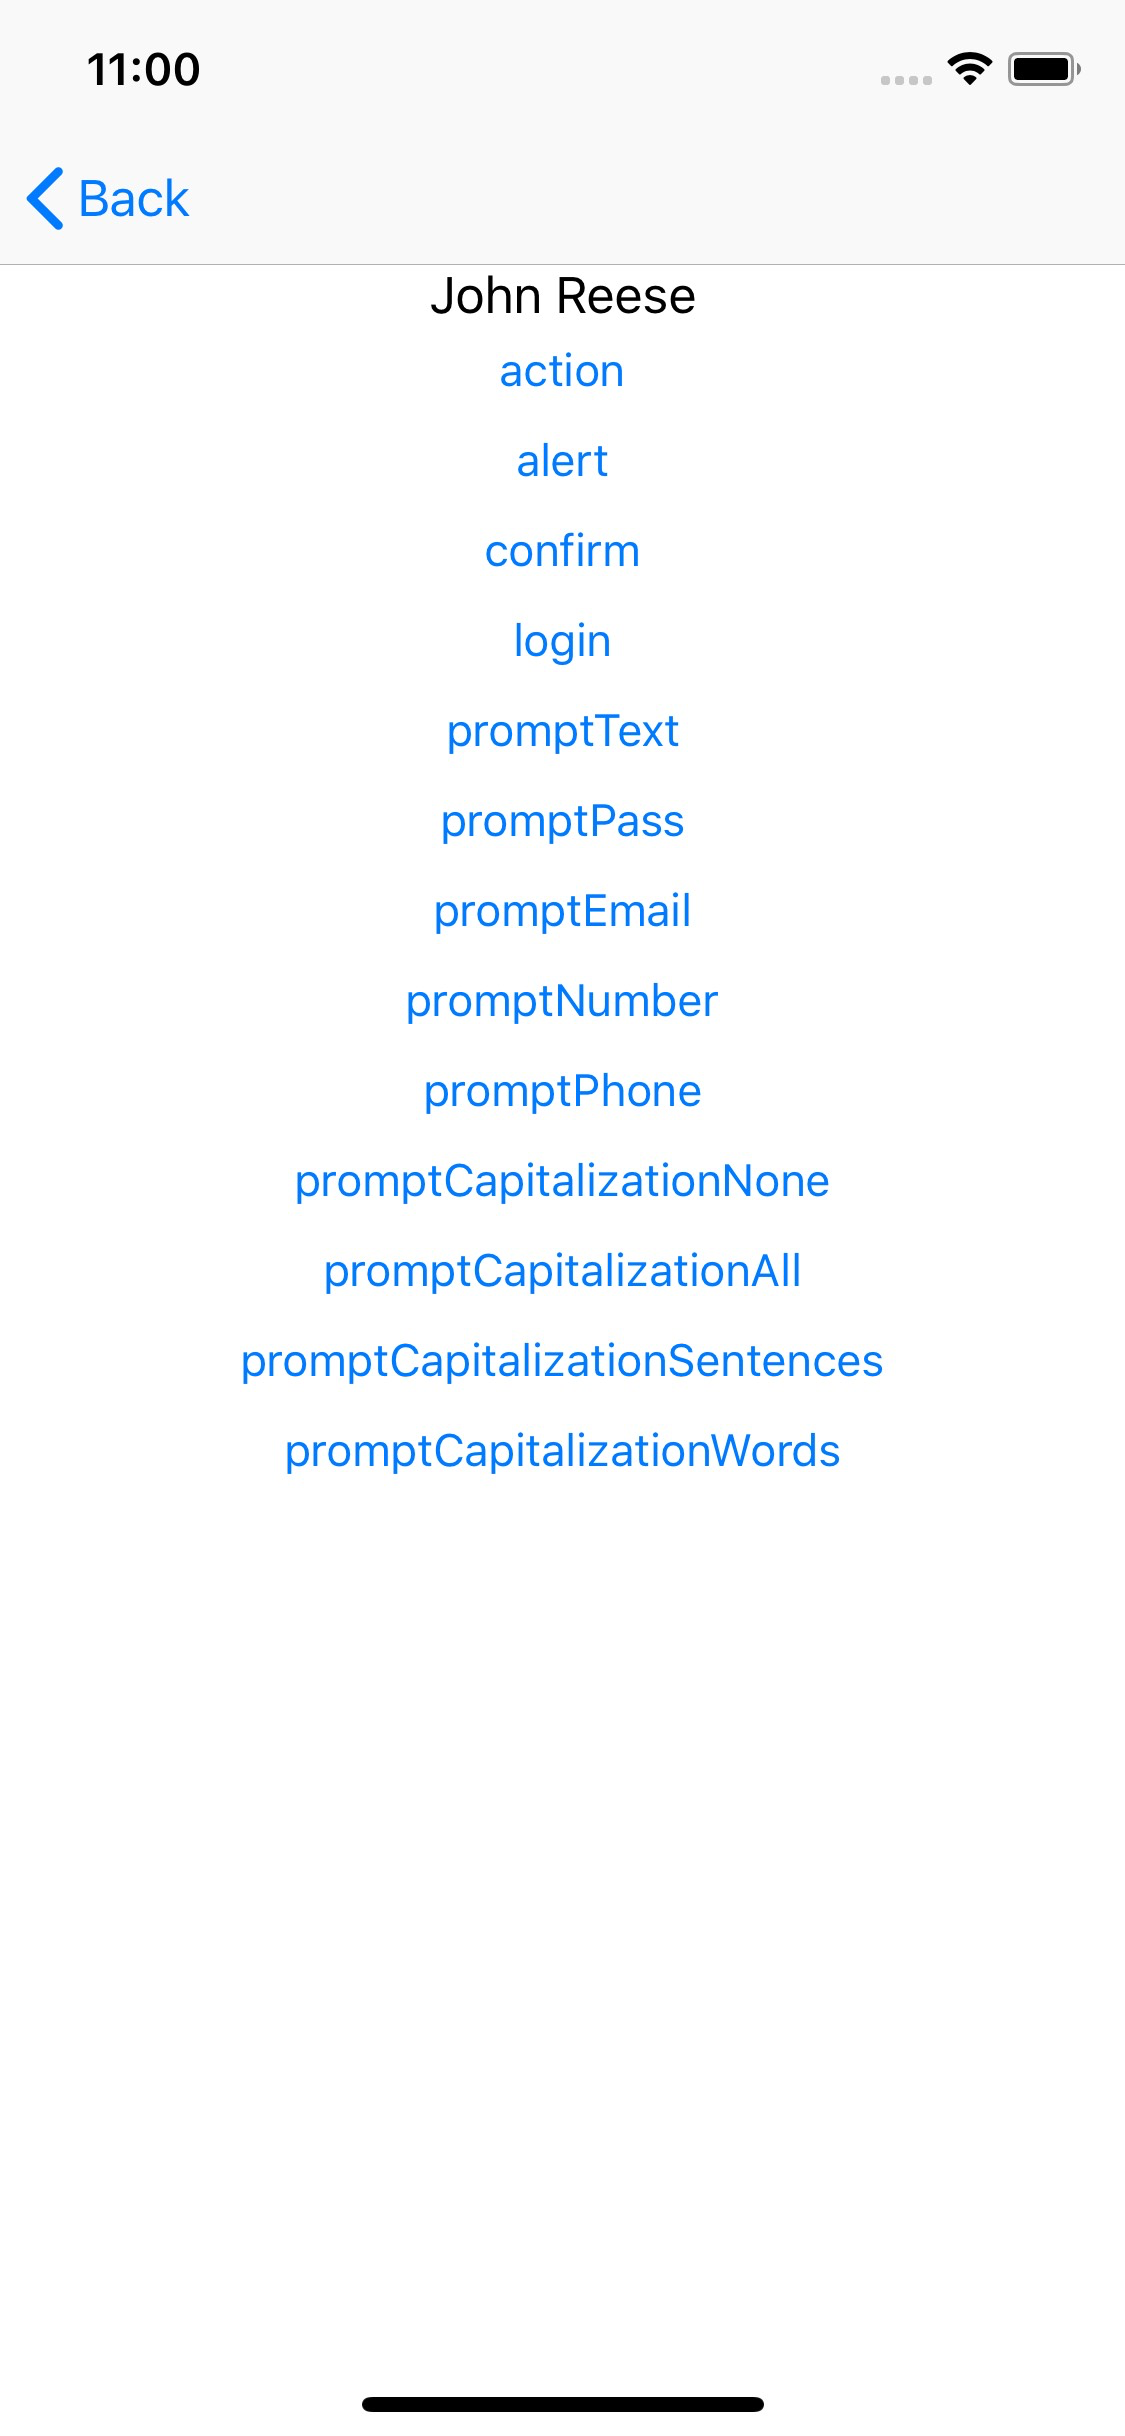 11:00
Back
John Reese
action
alert
confirm
login
promptText
promptPass
promptEmail
promptNumber
promptPhone
promptCapitalizationNone
promptCapitalizationAll
promptCapitalizationSentences
promptCapitalizationWords